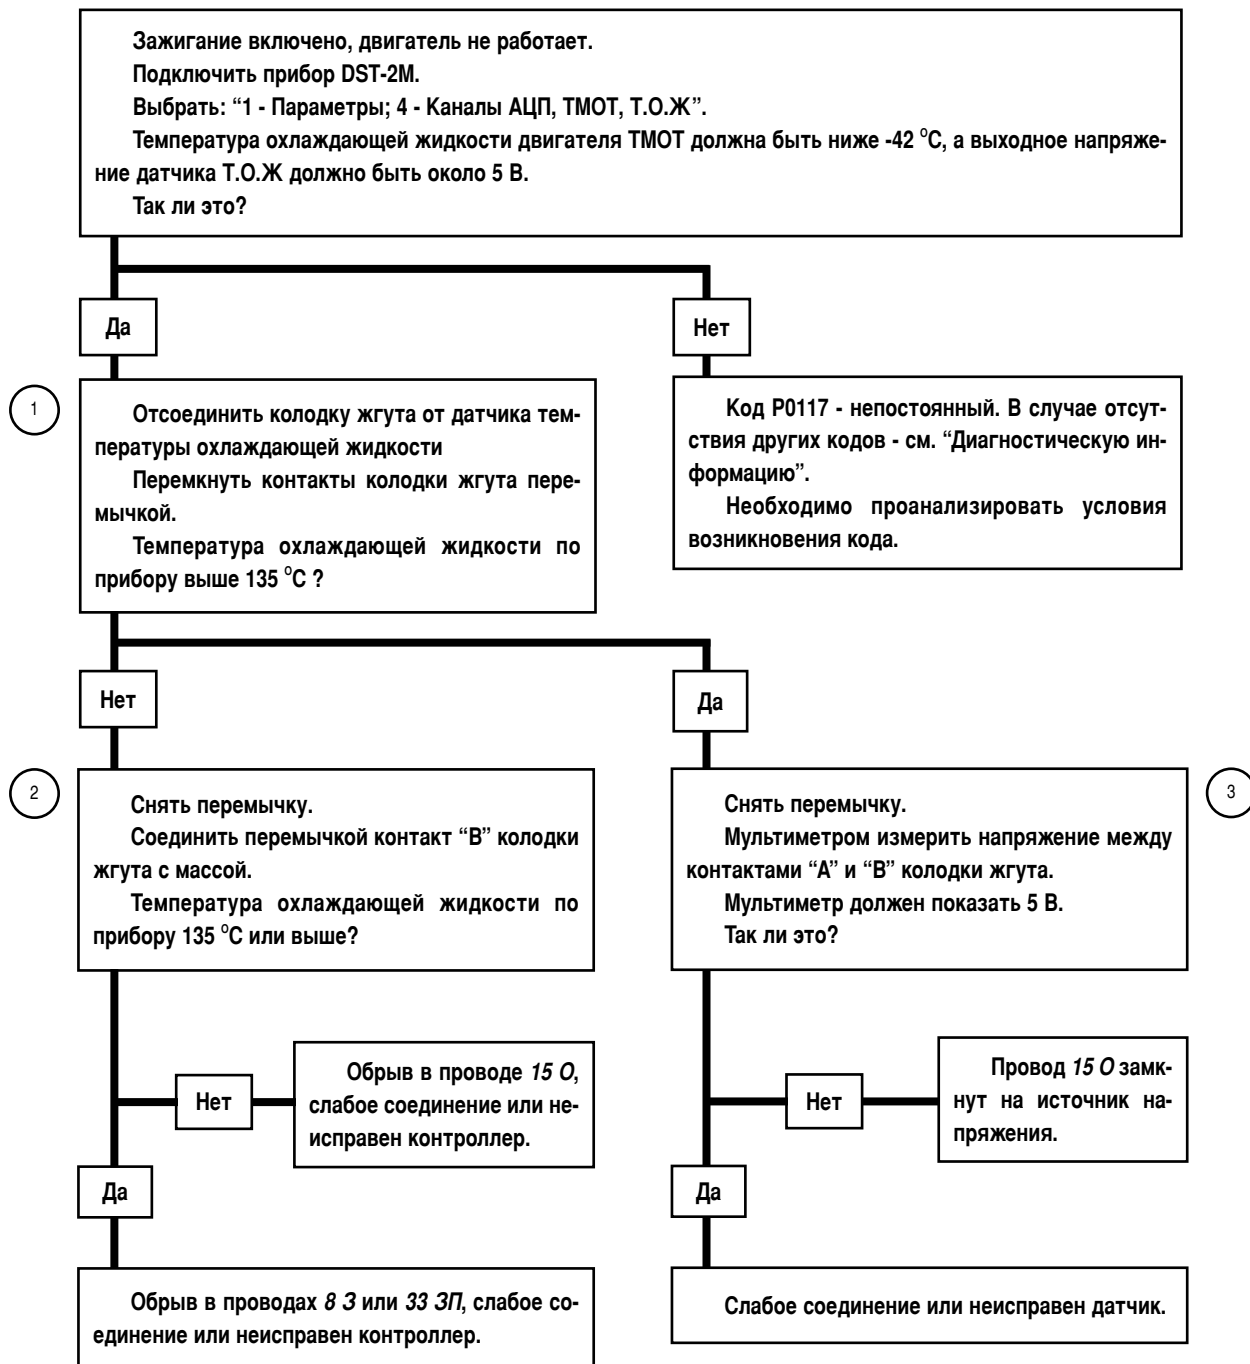 Зажигание включено, двигатель не работает.
Подключить прибор DST-2M.
Выбрать: “1 - Параметры; 4 - Каналы АЦП, ТМОТ, Т.О.Ж”.
Температура охлаждающей жидкости двигателя ТМОТ должна быть ниже -42 °С, а выходное напряже-
ние датчика Т.О.Ж должно быть около 5 В.
Так ли это?
Да
Нет
1
Отсоединить колодку жгута от датчика тем-
пературы охлаждающей жидкости
Перемкнуть контакты колодки жгута пере-
мычкой.
Температура охлаждающей жидкости по
прибору выше 135 °С ?
Код Р0117 - непостоянный. В случае отсут-
ствия других кодов - см. “Диагностическую ин-
формацию”.
Необходимо проанализировать условия
возникновения кода.
Нет
Да
2
Снять перемычку.
Соединить перемычкой контакт “В” колодки
жгута с массой.
Температура охлаждающей жидкости по
прибору 135 °С или выше?
Снять перемычку.
Мультиметром измерить напряжение между
контактами “А” и “В” колодки жгута.
Мультиметр должен показать 5 В.
Так ли это?
3
Нет
Обрыв в проводе 15 О,
слабое соединение или не-
исправен контроллер.
Нет
Провод 15 О замк-
нут на источник на-
пряжения.
Да
Да
Обрыв в проводах 8 З или 33 ЗП, слабое со-
единение или неисправен контроллер.
Слабое соединение или неисправен датчик.